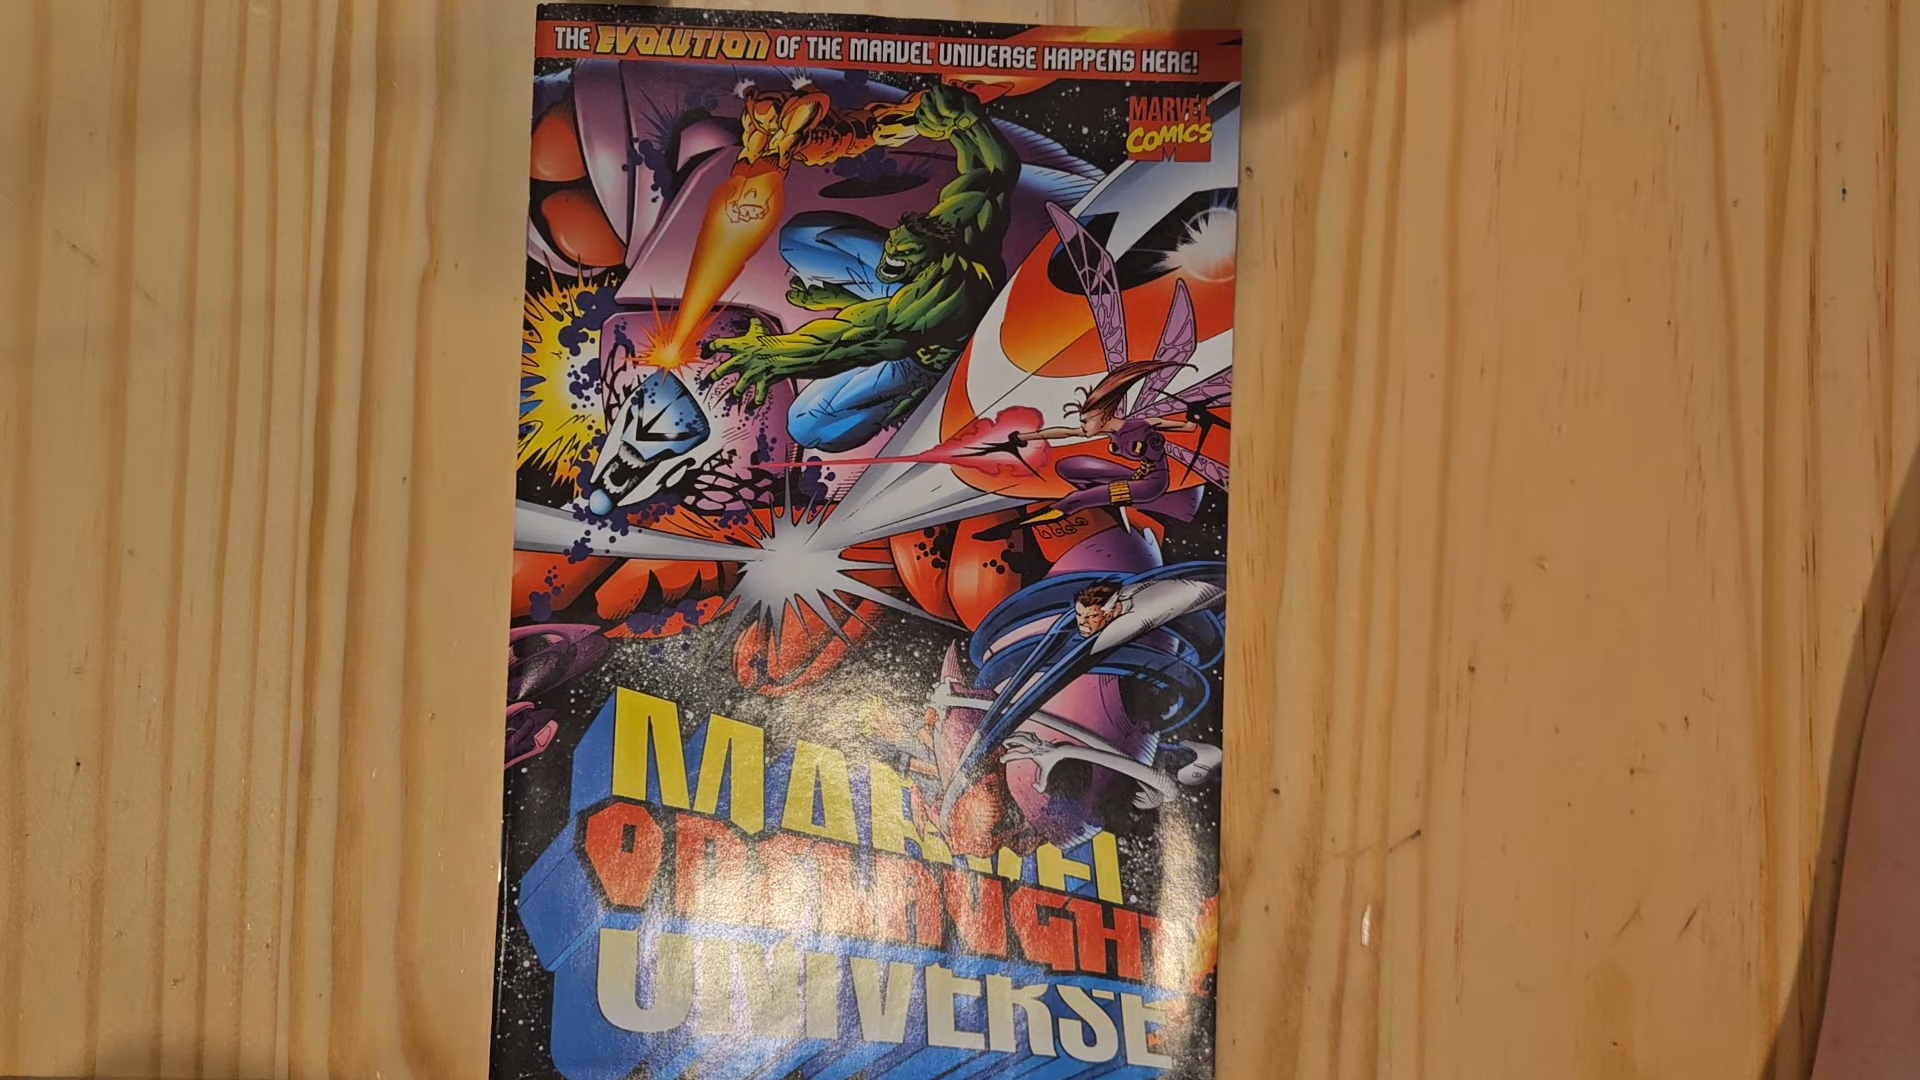 THE EVOLUTION OF THE MARVEL® UNIVERSE HAPPENS HERE!
MARVEL
COMICS
MARVEL
ONSLAUGHT
UNIVERSE